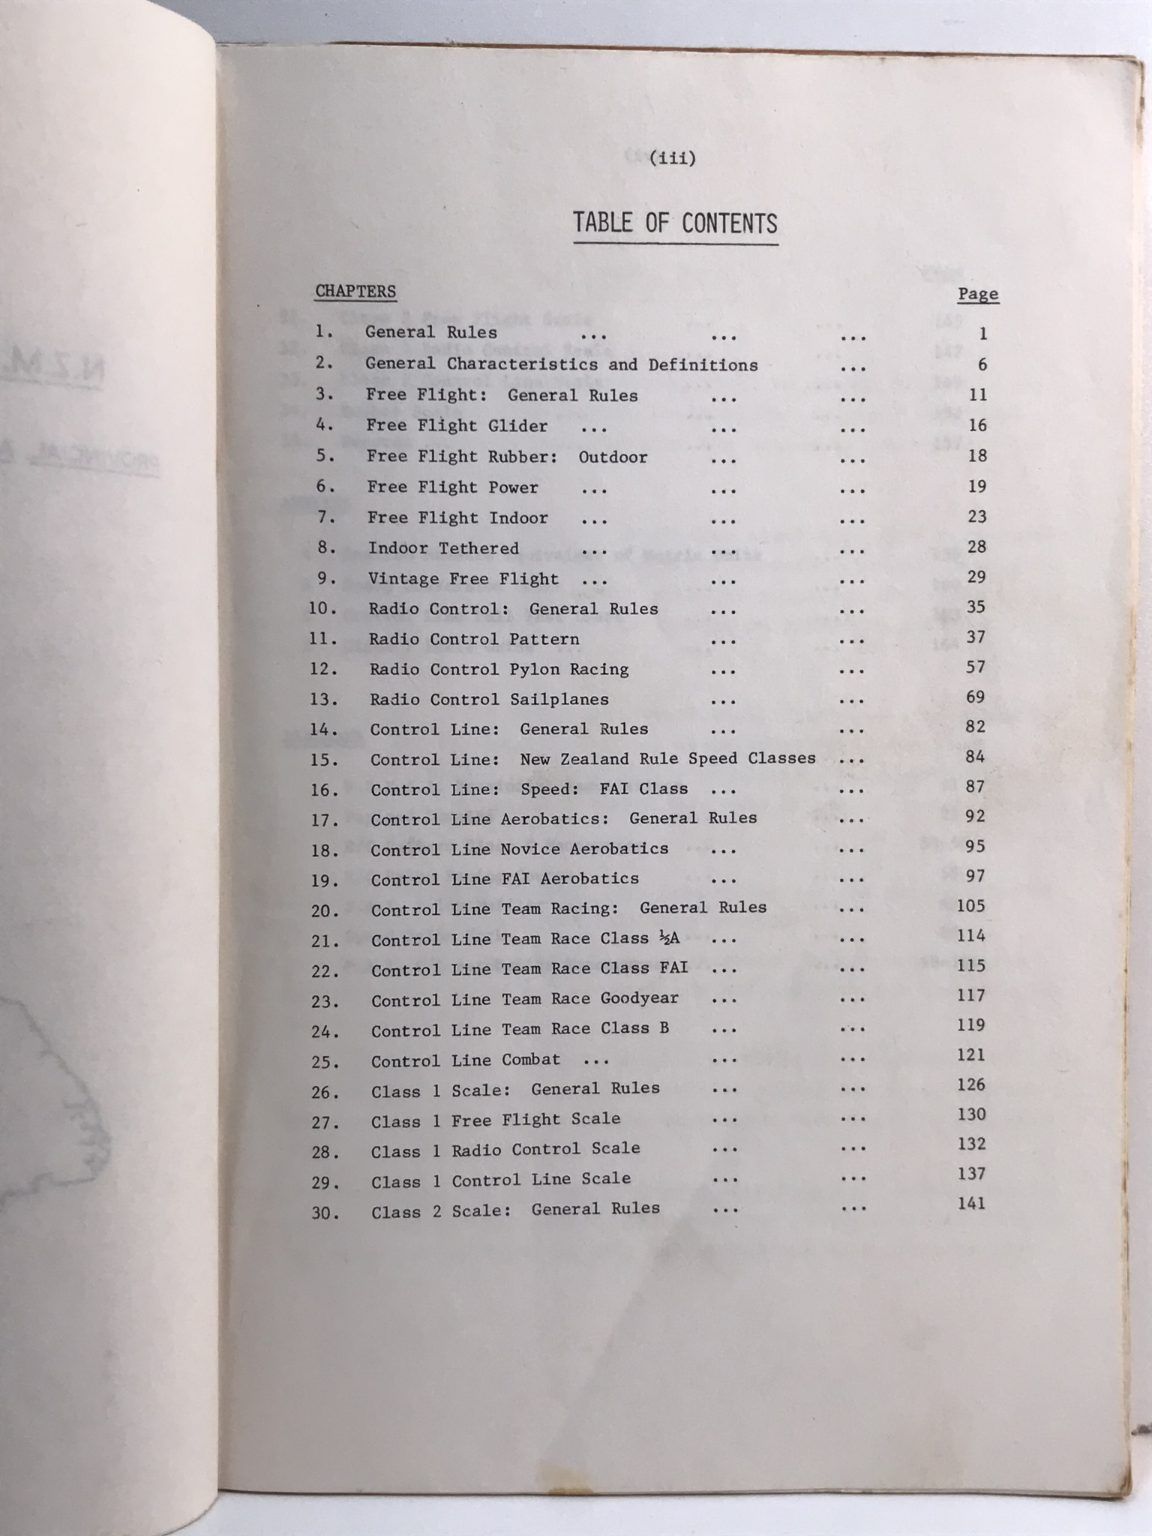 (iii)
TABLE OF CONTENTS
CHAPTERS Page
1. General Rules ... ... ... 1
2. General Characteristics and Definitions ... 6
3. Free Flight: General Rules ... ... 11
4. Free Flight Glider ... ... ... 16
5. Free Flight Rubber: Outdoor ... ... 18
6. Free Flight Power ... ... ... 19
7. Free Flight Indoor ... ... ... 23
8. Indoor Tethered ... ... ... 28
9. Vintage Free Flight ... ... ... 29
10. Radio Control: General Rules ... ... 35
11. Radio Control Pattern ... ... 37
12. Radio Control Pylon Racing ... ... 57
13. Radio Control Sailplanes ... ... 69
14. Control Line: General Rules ... ... 82
15. Control Line: New Zealand Rule Speed Classes ... 84
16. Control Line: Speed: FAI Class ... ... 87
17. Control Line Aerobatics: General Rules ... 92
18. Control Line Novice Aerobatics ... ... 95
19. Control Line FAI Aerobatics ... ... 97
20. Control Line Team Racing: General Rules ... 105
21. Control Line Team Race Class ½A ... ... 114
22. Control Line Team Race Class FAI ... ... 115
23. Control Line Team Race Goodyear ... ... 117
24. Control Line Team Race Class B ... ... 119
25. Control Line Combat ... ... ... 121
26. Class 1 Scale: General Rules ... ... 126
27. Class 1 Free Flight Scale ... ... 130
28. Class 1 Radio Control Scale ... ... 132
29. Class 1 Control Line Scale ... ... 137
30. Class 2 Scale: General Rules ... ... 141